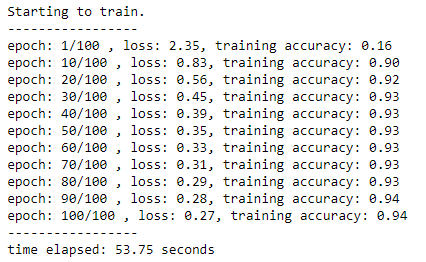 Starting to train.
-----------------
epoch: 1/100 , loss: 2.35, training accuracy: 0.16
epoch: 10/100 , loss: 0.83, training accuracy: 0.90
epoch: 20/100 , loss: 0.56, training accuracy: 0.92
epoch: 30/100 , loss: 0.45, training accuracy: 0.93
epoch: 40/100 , loss: 0.39, training accuracy: 0.93
epoch: 50/100 , loss: 0.35, training accuracy: 0.93
epoch: 60/100 , loss: 0.33, training accuracy: 0.93
epoch: 70/100 , loss: 0.31, training accuracy: 0.93
epoch: 80/100 , loss: 0.29, training accuracy: 0.93
epoch: 90/100 , loss: 0.28, training accuracy: 0.94
epoch: 100/100 , loss: 0.27, training accuracy: 0.94
-----------------
time elapsed: 53.75 seconds